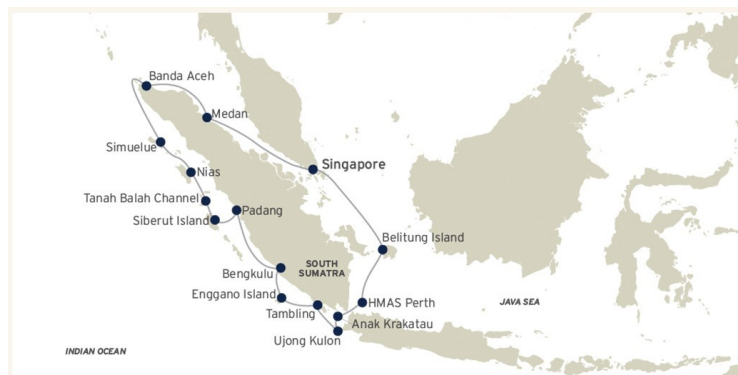 Banda Aceh
Medan
Simuelue
Singapore
Nias
Tanah Balah Channel
Padang
Siberut Island
Belitung Island
SOUTH
SUMATRA
Bengkulu
Enggano Island
HMAS Perth
JAVA SEA
Tambling
Anak Krakatau
Ujong Kulon
INDIAN OCEAN